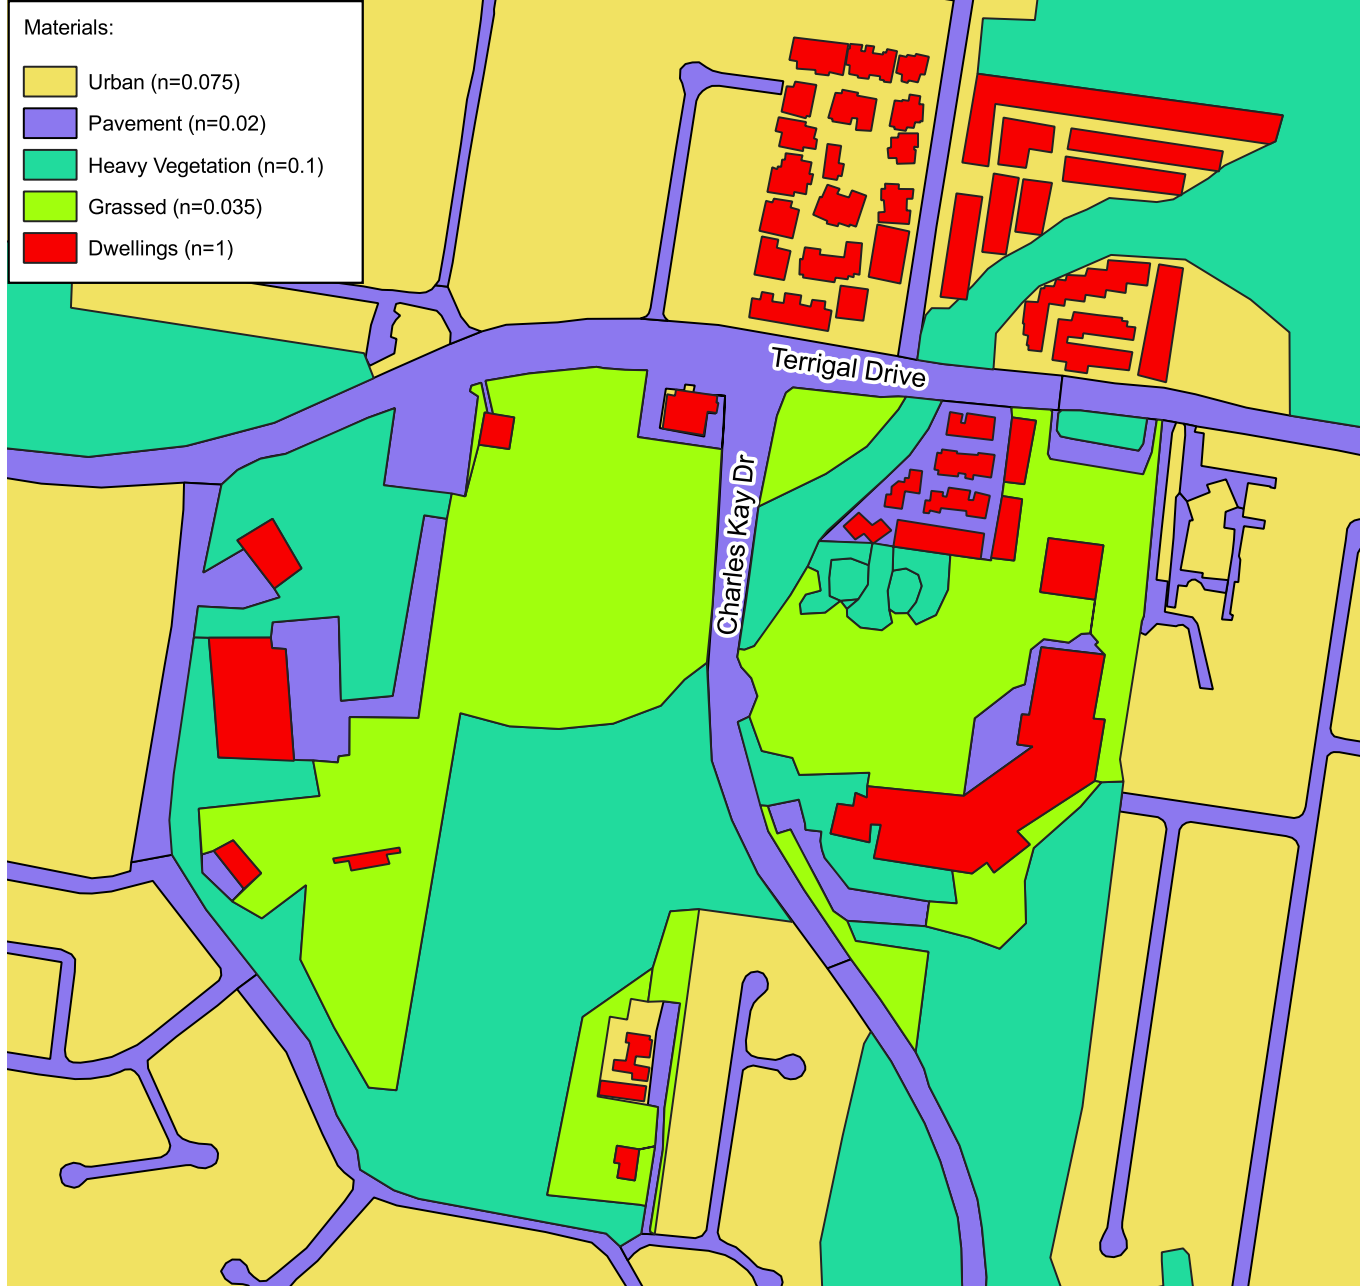 Materials:
Urban (n=0.075)
Pavement (n=0.02)
Heavy Vegetation (n=0.1)
Grassed (n=0.035)
Dwellings (n=1)
Terrigal Drive
Charles Kay Dr